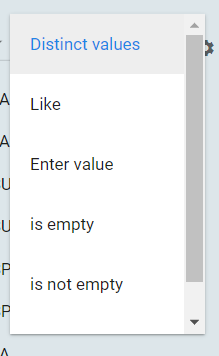 Distinct values
Like
Enter value
is empty
is not empty